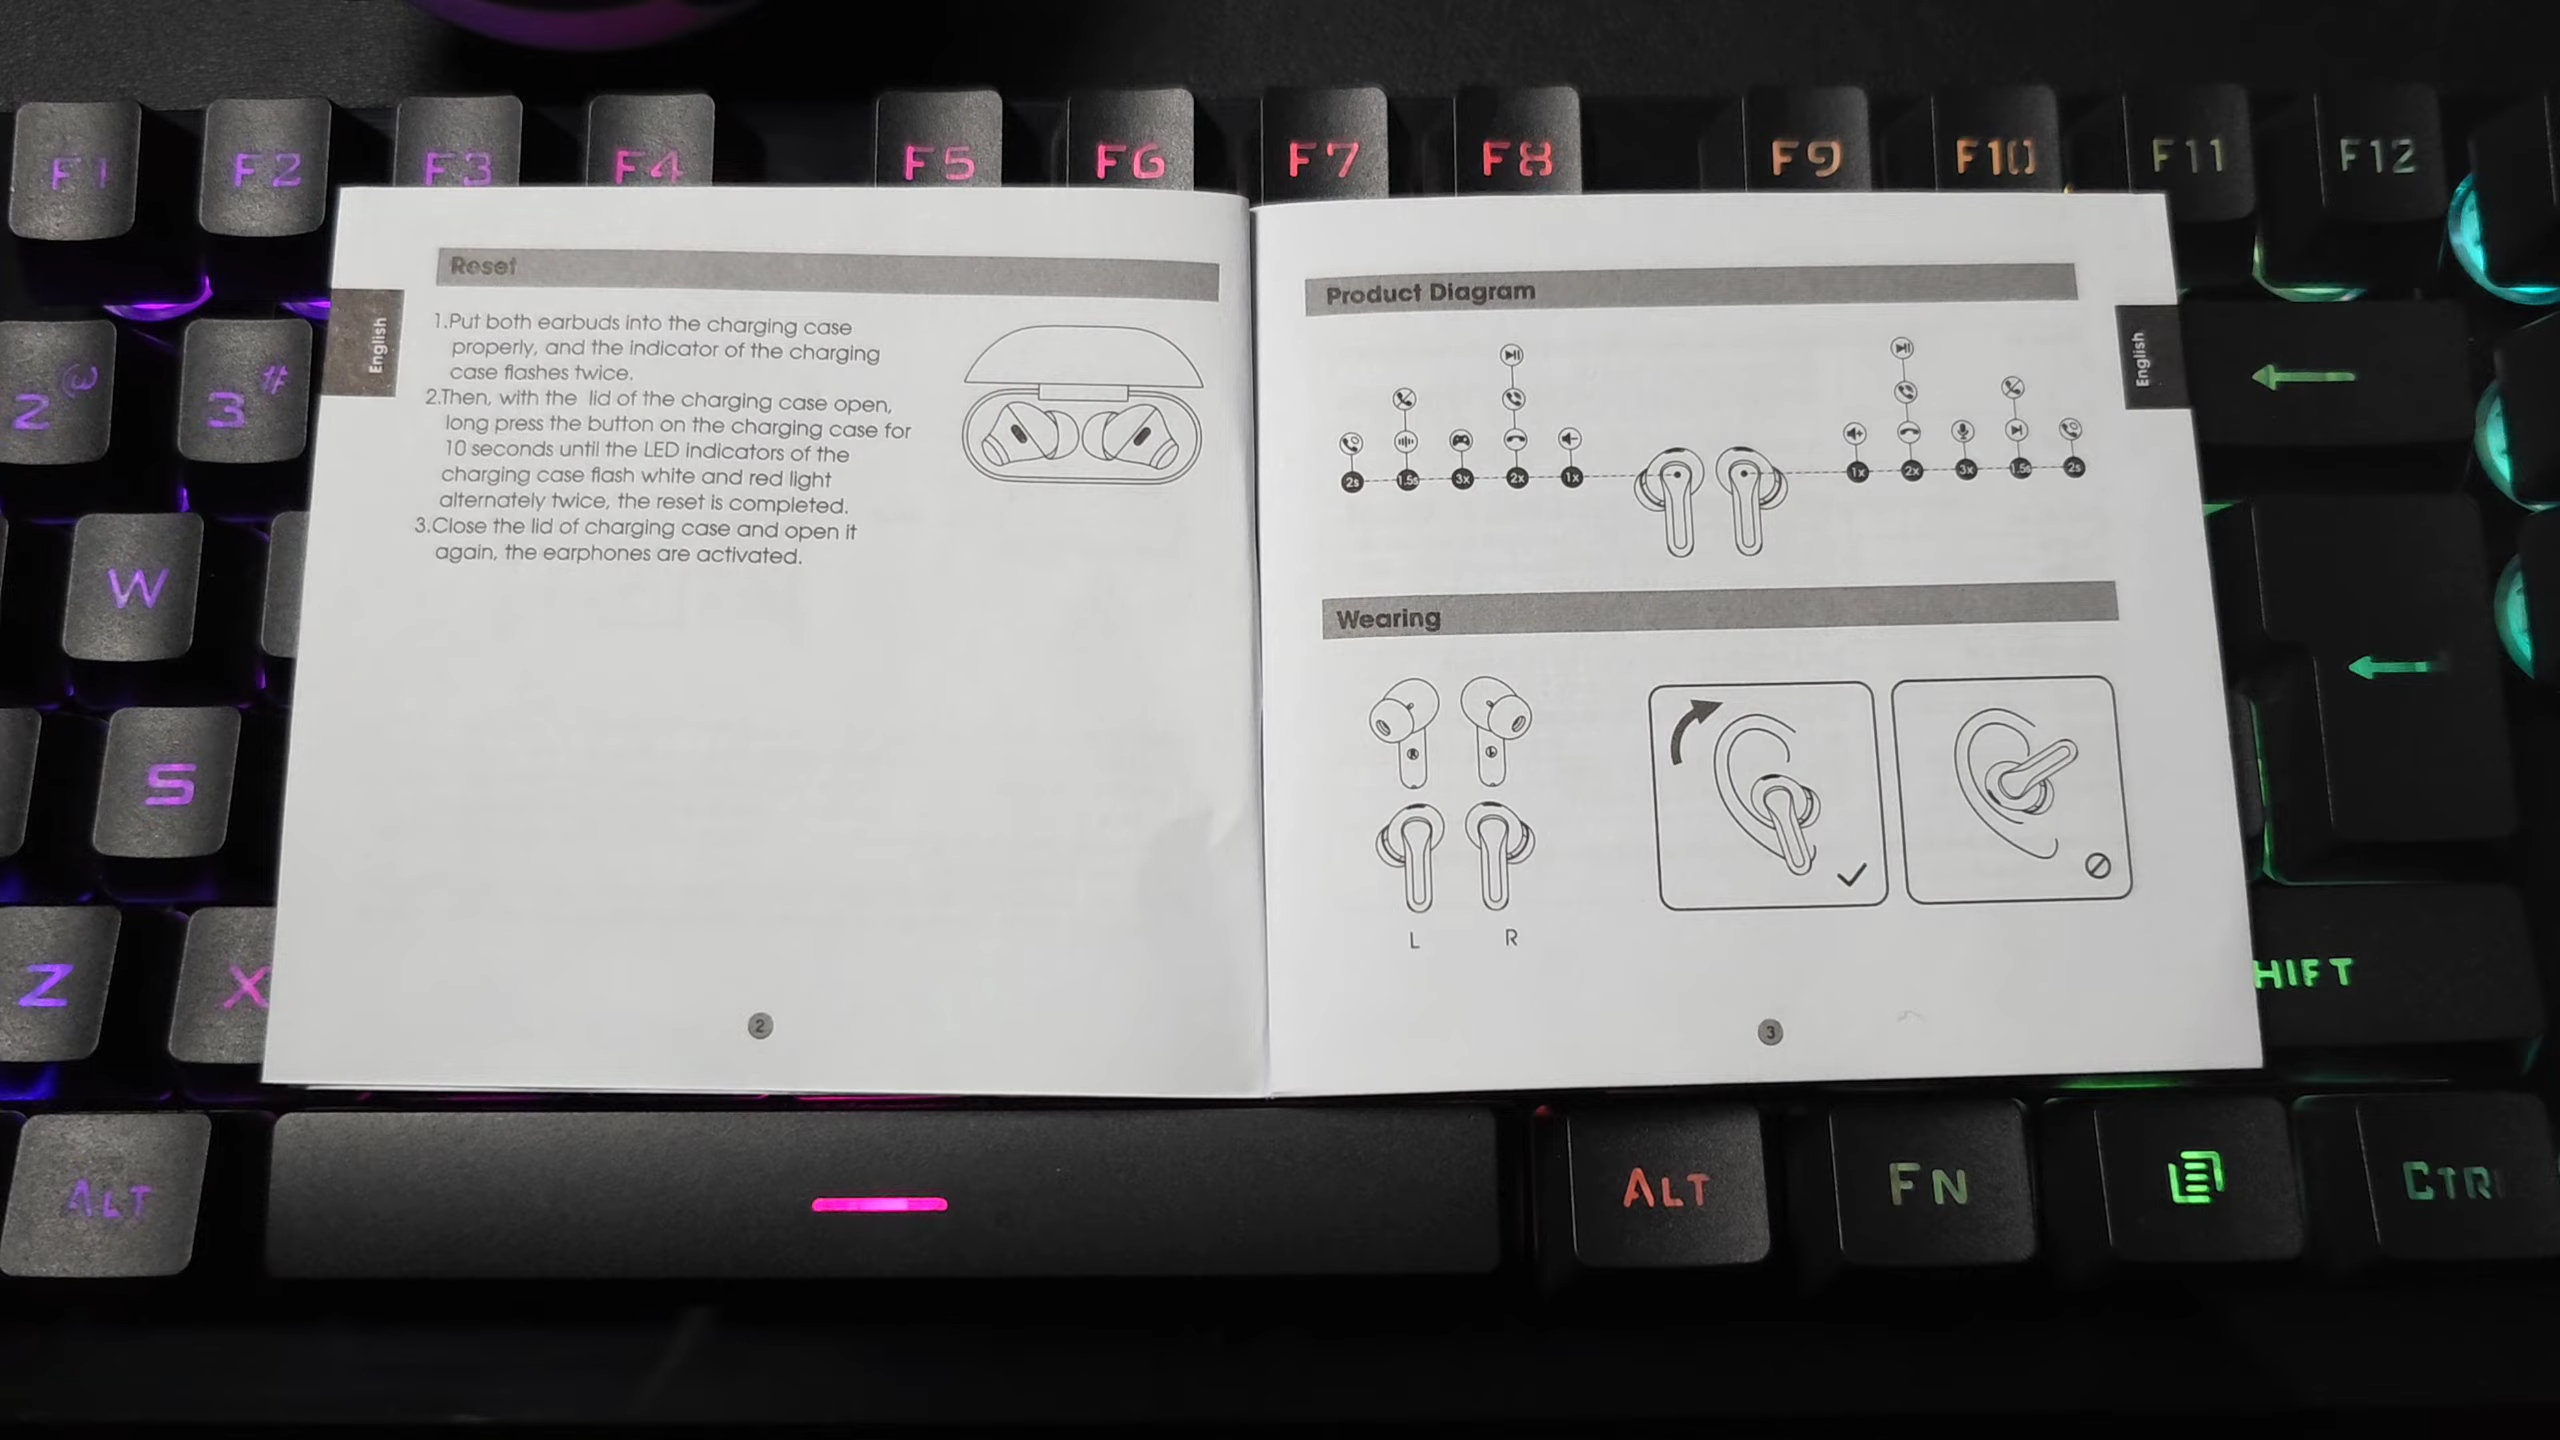 F1
F2
F3
F4
F5
F6
F7
F8
F9
F10
F11
F12
2 @
3 #
W
S
Z
X
Reset
English
1.Put both earbuds into the charging case
properly, and the indicator of the charging
case flashes twice.
2.Then, with the lid of the charging case open,
long press the button on the charging case for
10 seconds until the LED indicators of the
charging case flash white and red light
alternately twice, the reset is completed.
3.Close the lid of charging case and open it
again, the earphones are activated.
2
Product Diagram
English
2s 1.5s 3x 2x 1x
1x 2x 3x 1.5s 2s
Wearing
L R
3
HIFT
ALT
ALT
FN
CTR